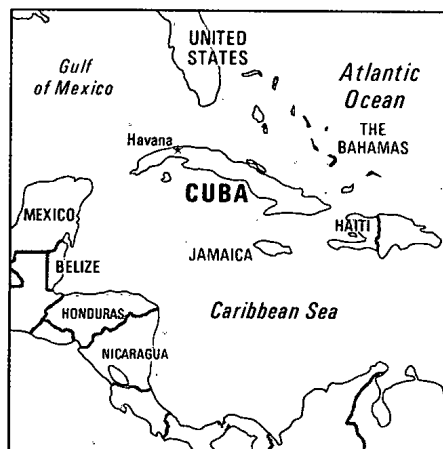 UNITED
STATES
Gulf
of Mexico
Atlantic
Ocean
THE
BAHAMAS
Havana
CUBA
MEXICO
HAITI
JAMAICA
BELIZE
HONDURAS
Caribbean Sea
NICARAGUA